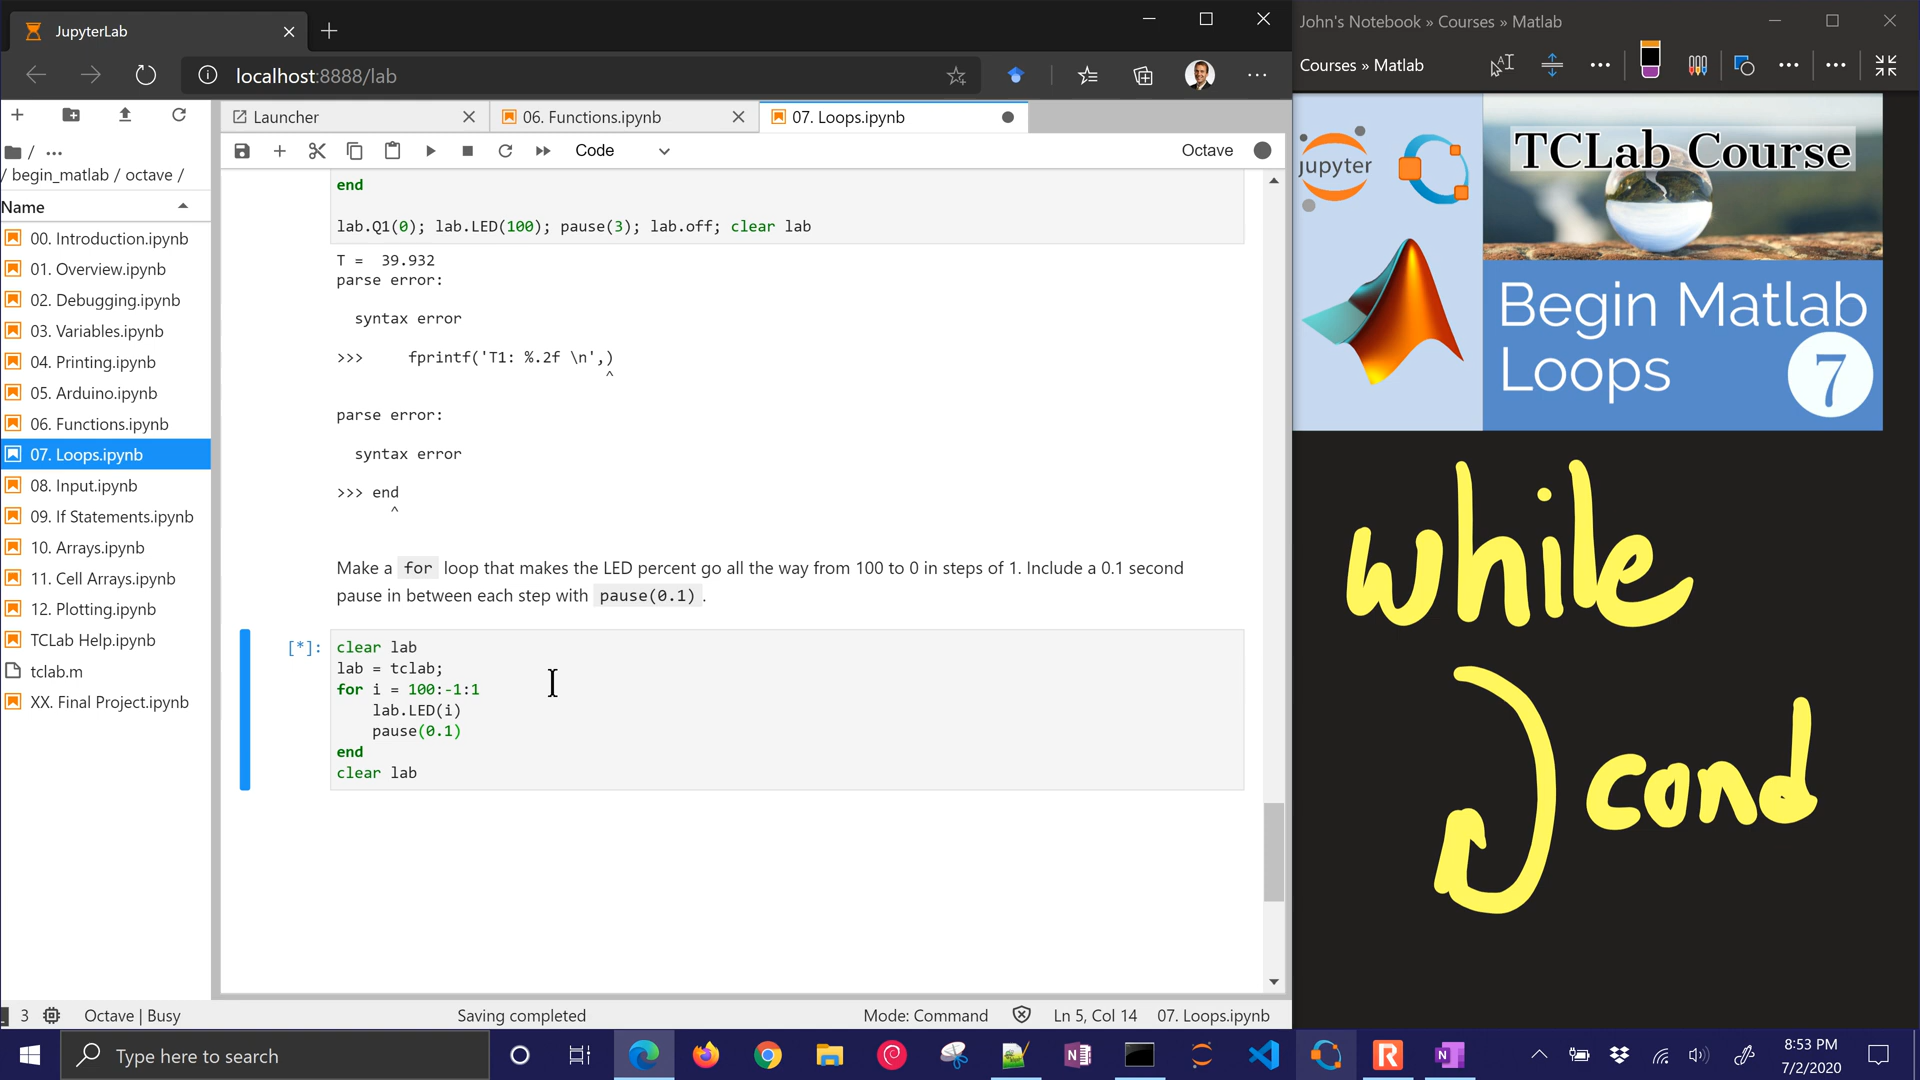 JupyterLab
localhost:8888/lab
Launcher
06. Functions.ipynb
07. Loops.ipynb
Code
Octave
/ ...
/ begin_matlab / octave /
Name
00. Introduction.ipynb
01. Overview.ipynb
02. Debugging.ipynb
03. Variables.ipynb
04. Printing.ipynb
05. Arduino.ipynb
06. Functions.ipynb
07. Loops.ipynb
08. Input.ipynb
09. If Statements.ipynb
10. Arrays.ipynb
11. Cell Arrays.ipynb
12. Plotting.ipynb
TCLab Help.ipynb
tclab.m
XX. Final Project.ipynb
end
lab.Q1(0); lab.LED(100); pause(3); lab.off; clear lab
T =  39.932
parse error:
syntax error
>>>     fprintf('T1: %.2f \n',)
^
parse error:
syntax error
>>> end
^
Make a for loop that makes the LED percent go all the way from 100 to 0 in steps of 1. Include a 0.1 second
pause in between each step with pause(0.1) .
[*]:
clear lab
lab = tclab;
for i = 100:-1:1
lab.LED(i)
pause(0.1)
end
clear lab
3
Octave | Busy
Saving completed
Mode: Command
Ln 5, Col 14
07. Loops.ipynb
John's Notebook » Courses » Matlab
Courses » Matlab
jupyter
TCLab Course
Begin Matlab
Loops
7
while
cond
Type here to search
8:53 PM
7/2/2020